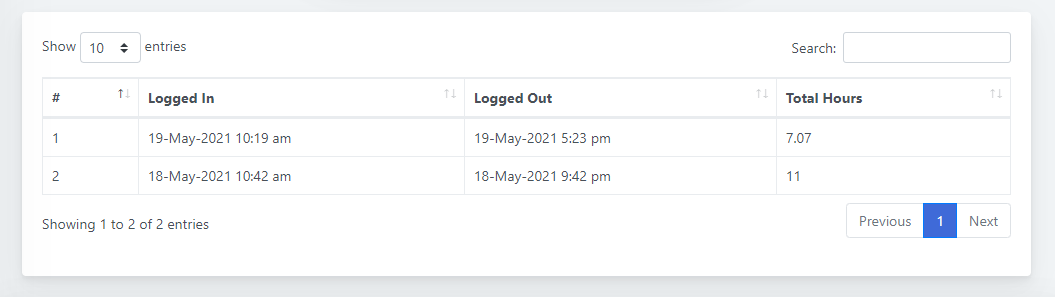 Show 10 entries Search:
# Logged In Logged Out Total Hours
1 19-May-2021 10:19 am 19-May-2021 5:23 pm 7.07
2 18-May-2021 10:42 am 18-May-2021 9:42 pm 11
Showing 1 to 2 of 2 entries Previous 1 Next